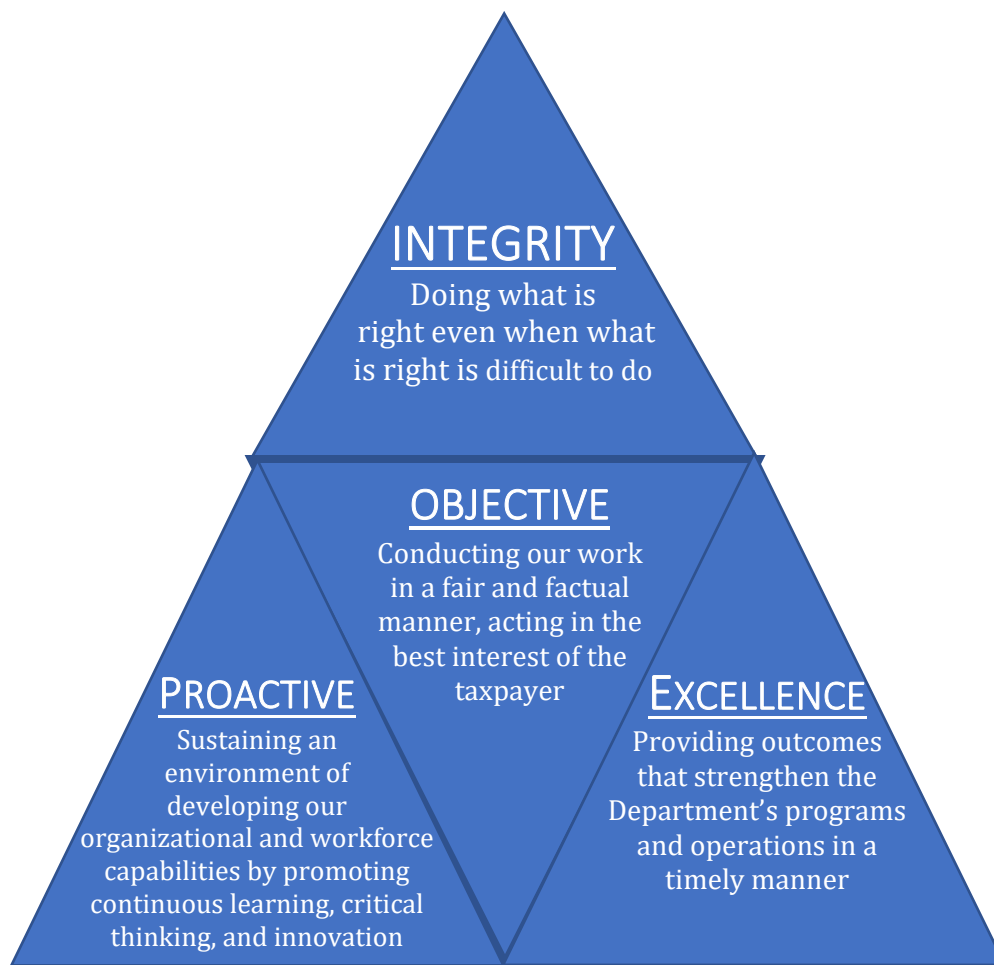 INTEGRITY
Doing what is
right even when what
is right is difficult to do
OBJECTIVE
Conducting our work
in a fair and factual
manner, acting in the
best interest of the
taxpayer
PROACTIVE
Sustaining an
environment of
developing our
organizational and workforce
capabilities by promoting
continuous learning, critical
thinking, and innovation
EXCELLENCE
Providing outcomes
that strengthen the
Department’s programs
and operations in a
timely manner